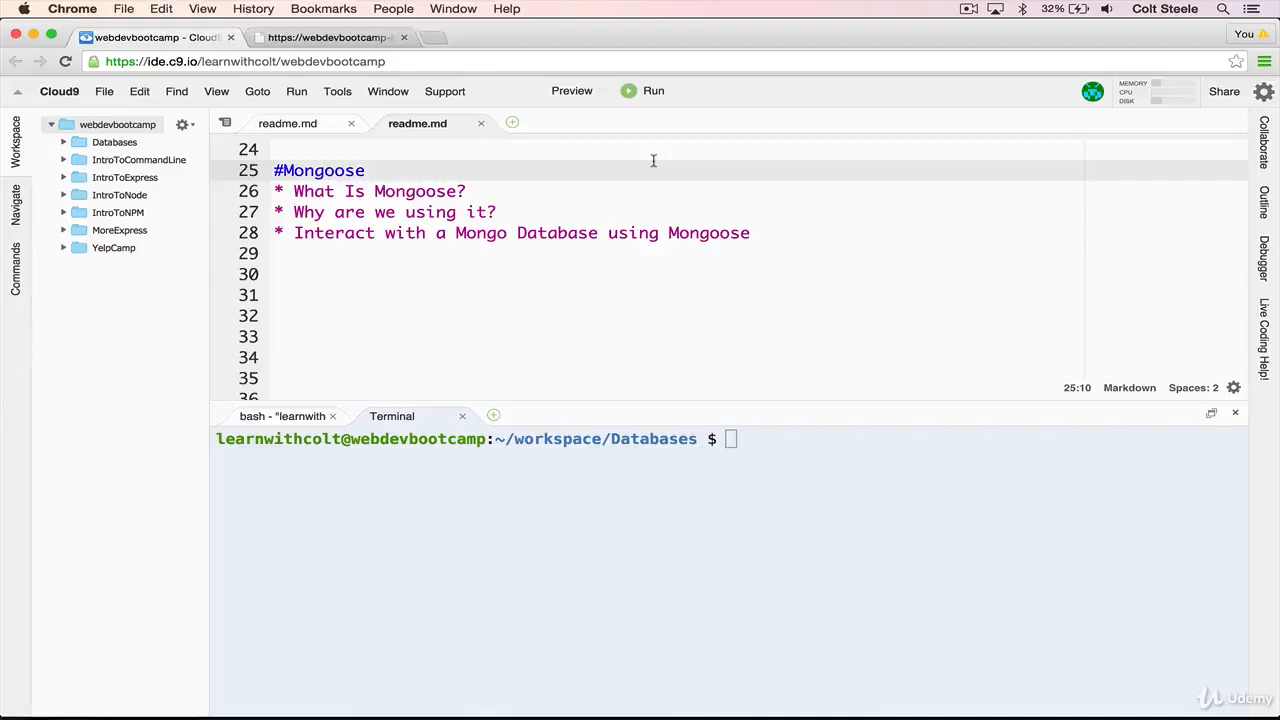 Chrome File Edit View History Bookmarks People Window Help 32% Colt Steele
webdevbootcamp - Cloud9 × https://webdevbootcamp-l × You
https://ide.c9.io/learnwithcolt/webdevbootcamp
Cloud9 File Edit Find View Goto Run Tools Window Support Preview Run MEMORY CPU DISK Share
Workspace
Navigate
Commands
webdevbootcamp
Databases
IntroToCommandLine
IntroToExpress
IntroToNode
IntroToNPM
MoreExpress
YelpCamp
readme.md × readme.md ×
24
25 #Mongoose
26 * What Is Mongoose?
27 * Why are we using it?
28 * Interact with a Mongo Database using Mongoose
29
30
31
32
33
34
35
36
25:10 Markdown Spaces: 2
bash - "learnwith × Terminal ×
learnwithcolt@webdevbootcamp:~/workspace/Databases $
Collaborate
Outline
Debugger
Live Coding Help!
Udemy